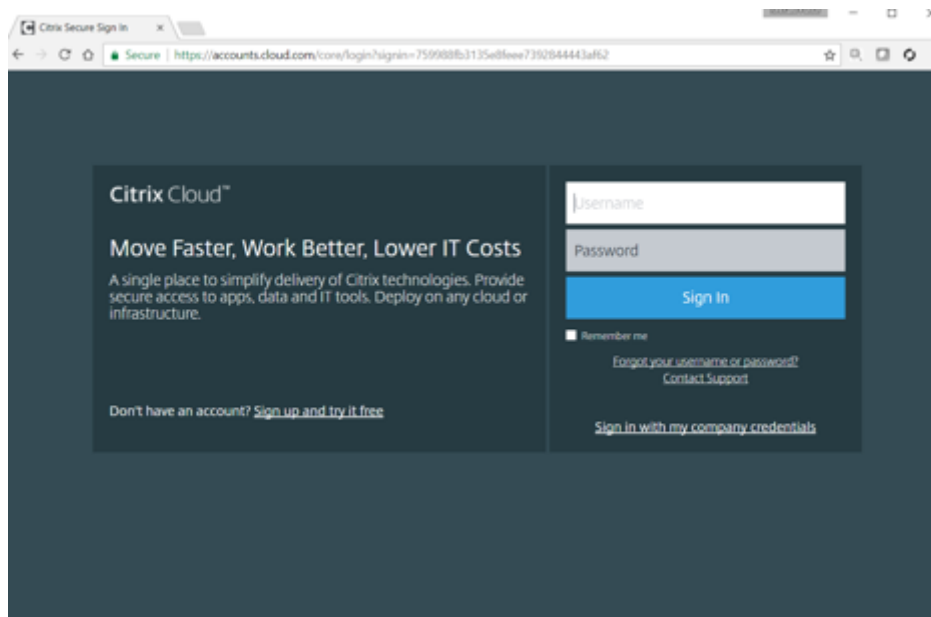 Citrix Secure Sign In
Secure | https://accounts.cloud.com/core/login?signin=
Citrix Cloud™
Move Faster, Work Better, Lower IT Costs
A single place to simplify delivery of Citrix technologies. Provide
secure access to apps, data and IT tools. Deploy on any cloud or
infrastructure.
Don't have an account? Sign up and try it free
Username
Password
Sign In
Remember me
Forgot your username or password?
Contact Support
Sign in with my company credentials